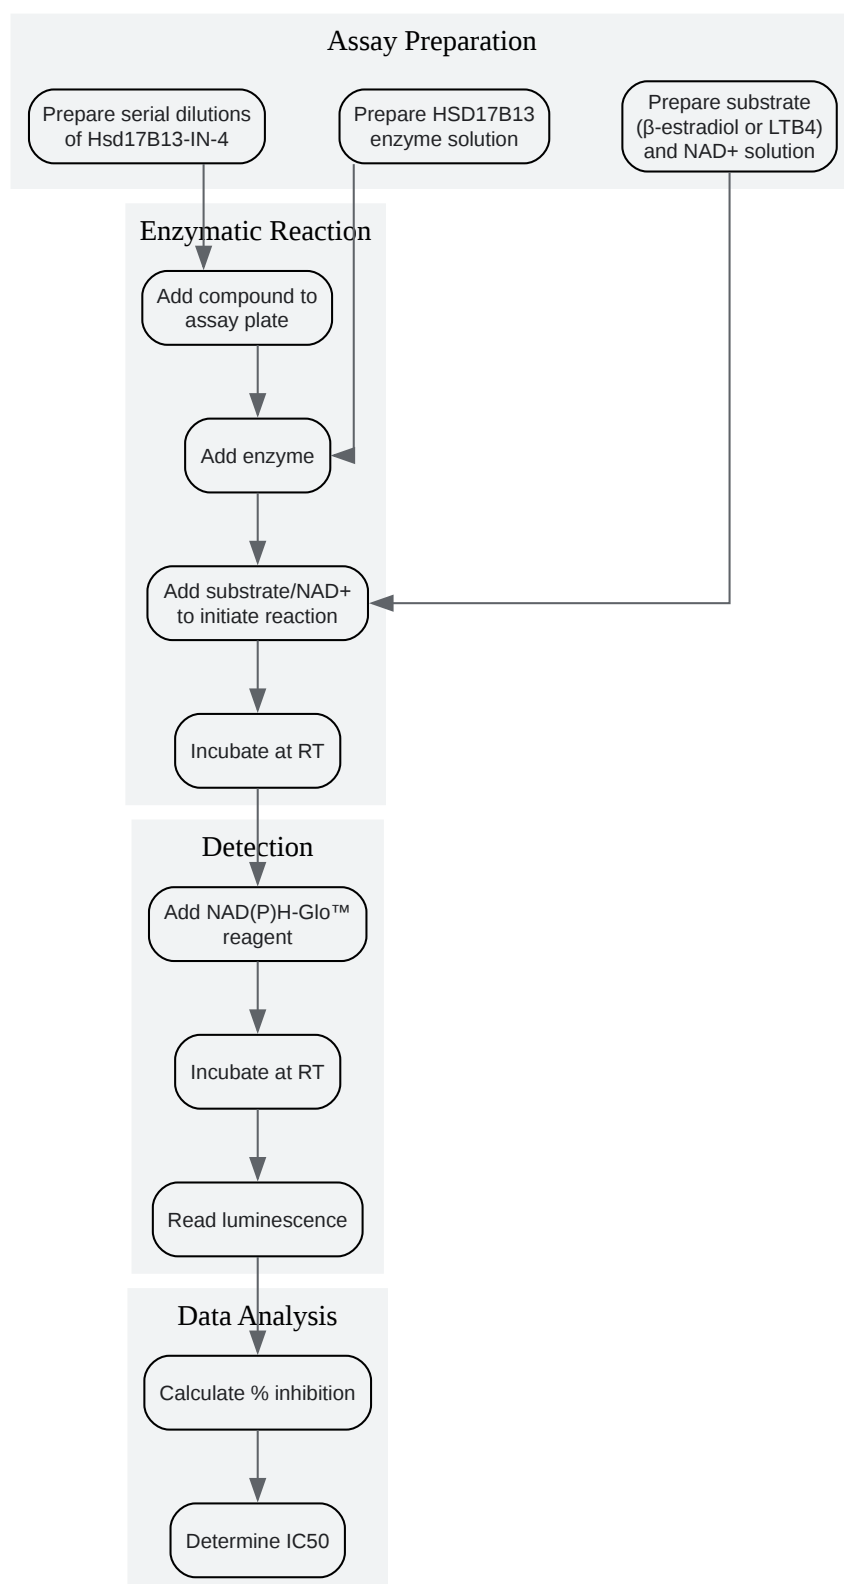 Assay Preparation
Prepare serial dilutions
of Hsd17B13-IN-4
Prepare HSD17B13
enzyme solution
Prepare substrate
(β-estradiol or LTB4)
and NAD+ solution
Enzymatic Reaction
Add compound to
assay plate
Add enzyme
Add substrate/NAD+
to initiate reaction
Incubate at RT
Detection
Add NAD(P)H-Glo™
reagent
Incubate at RT
Read luminescence
Data Analysis
Calculate % inhibition
Determine IC50